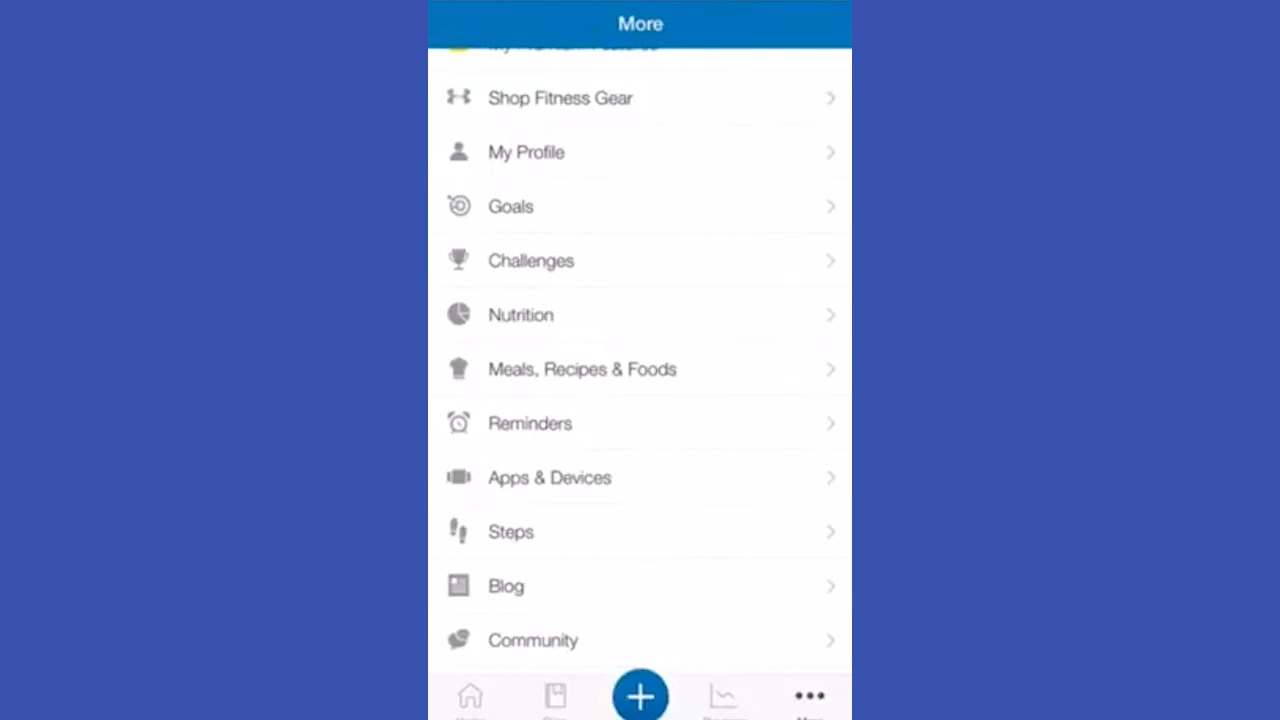 More
Shop Fitness Gear
My Profile
Goals
Challenges
Nutrition
Meals, Recipes & Foods
Reminders
Apps & Devices
Steps
Blog
Community